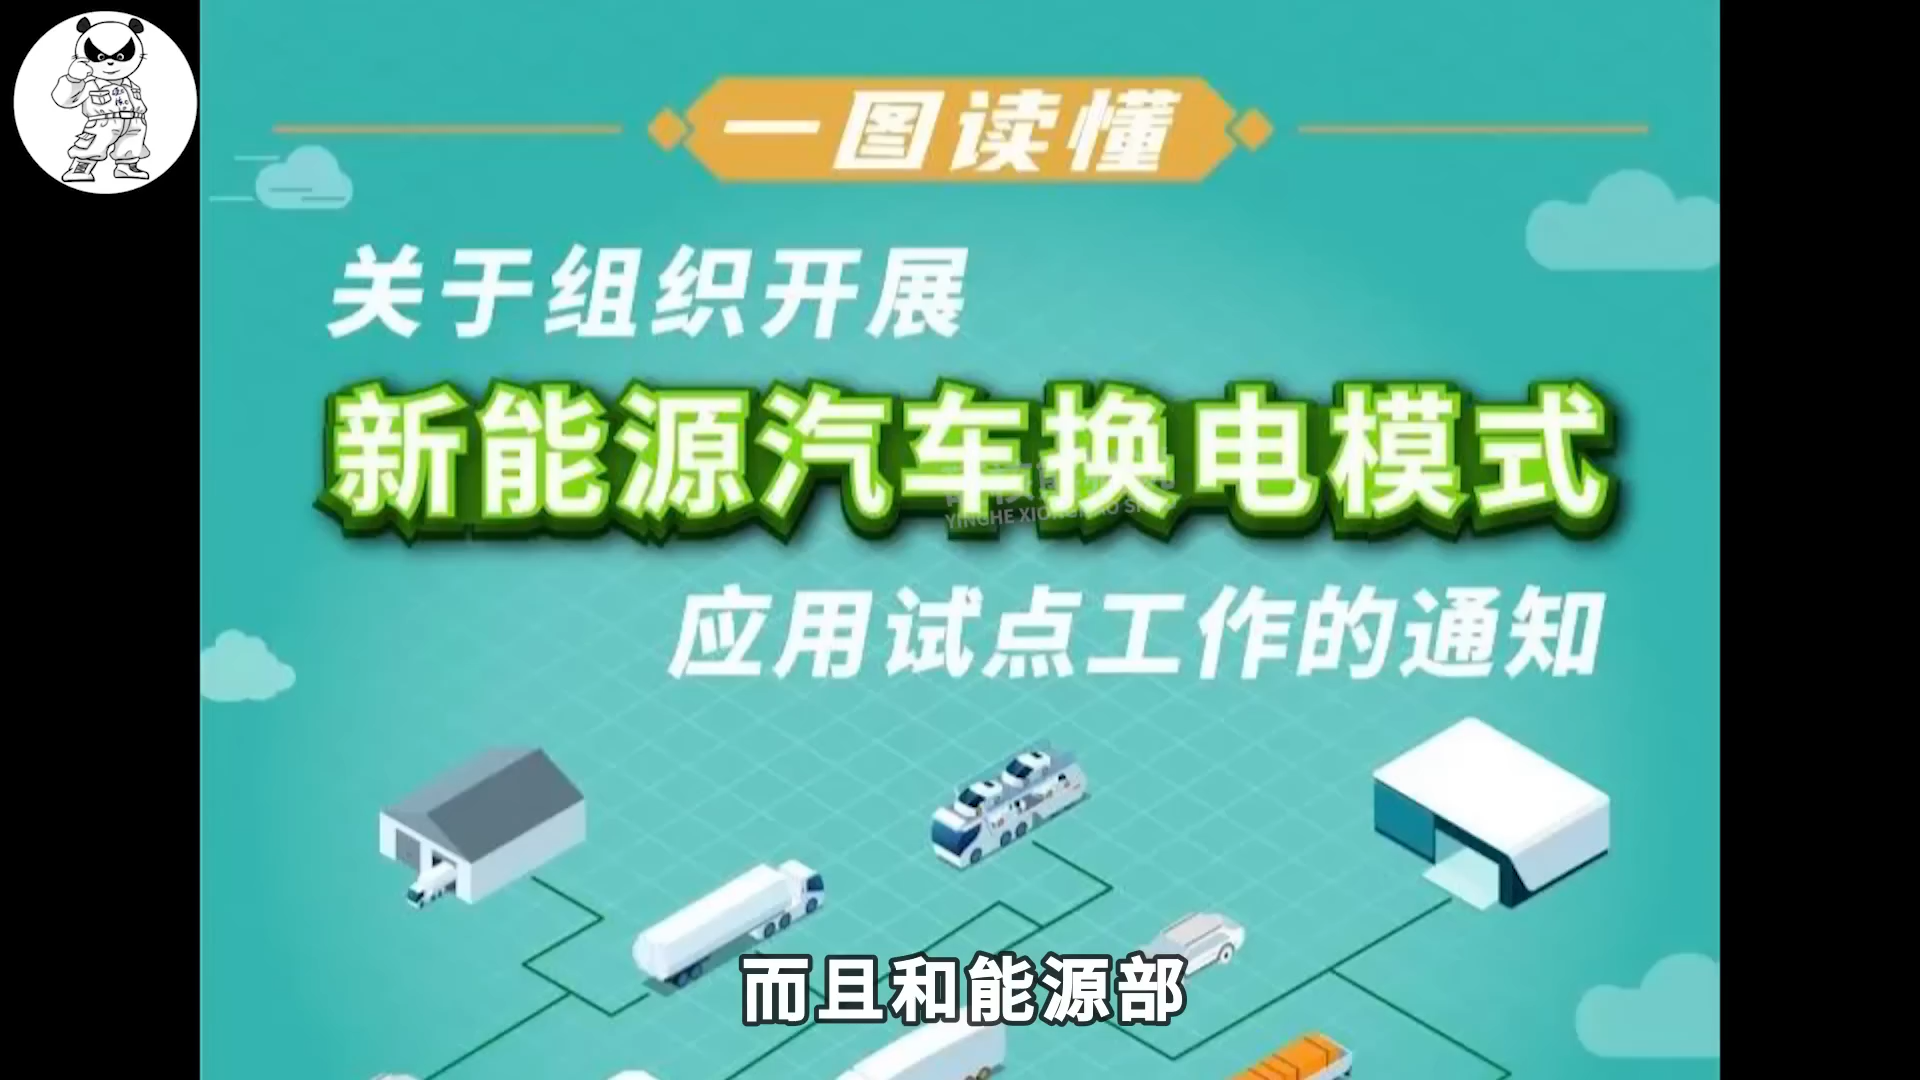 一图读懂
关于组织开展
新能源汽车换电模式
应用试点工作的通知
而且和能源部